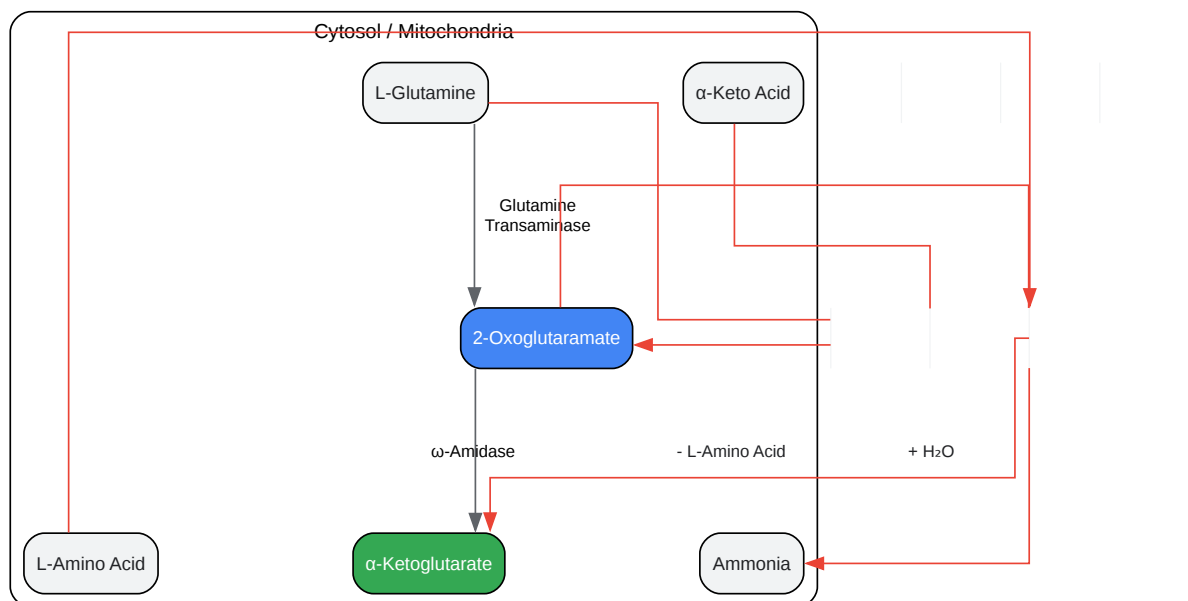 Cytosol / Mitochondria
L-Glutamine
α-Keto Acid
Glutamine
Transaminase
2-Oxoglutaramate
ω-Amidase
- L-Amino Acid
+ H₂O
L-Amino Acid
α-Ketoglutarate
Ammonia